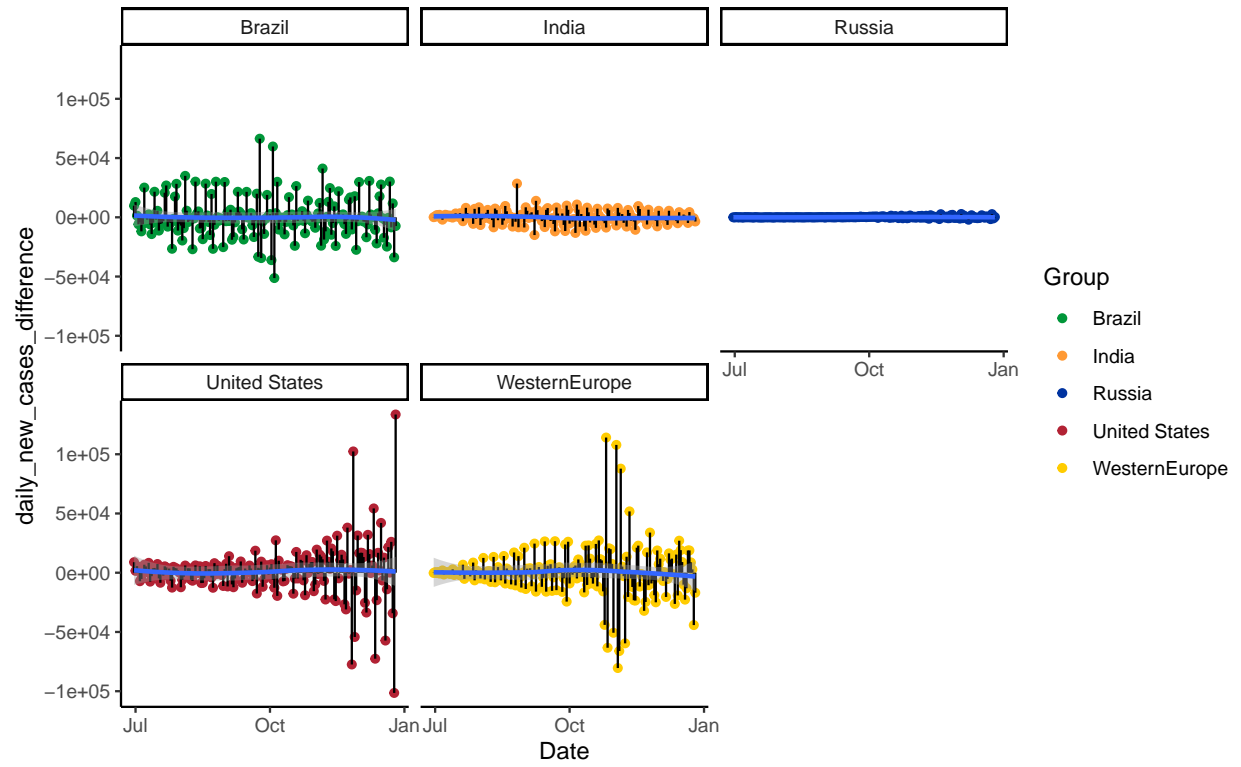 Brazil
India
Russia
1e+05
5e+04
0e+00
−5e+04
−1e+05
Jul
Oct
Jan
United States
WesternEurope
1e+05
5e+04
0e+00
−5e+04
−1e+05
Jul
Oct
Jan
Jul
Oct
Jan
Date
daily_new_cases_difference
Group
Brazil
India
Russia
United States
WesternEurope